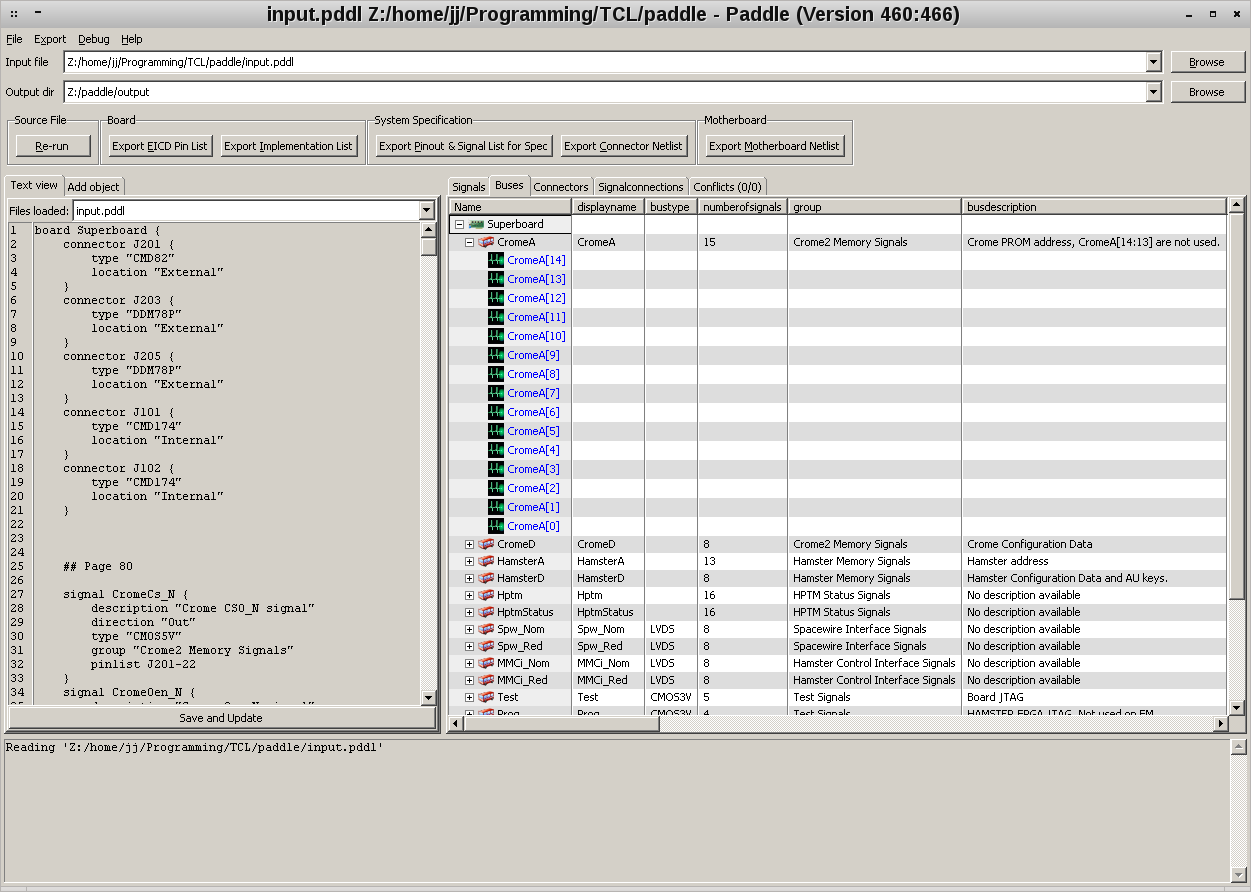 input.pddl Z:/home/jj/Programming/TCL/paddle - Paddle (Version 460:466)
File Export Debug Help
Input file Z:/home/jj/Programming/TCL/paddle/input.pddl Browse
Output dir Z:/paddle/output Browse
Source File Board System Specification Motherboard
Re-run Export EICD Pin List Export Implementation List Export Pinout & Signal List for Spec Export Connector Netlist Export Motherboard Netlist
Text view Add object
Files loaded: input.pddl
1 board Superboard {
2 connector J201 {
3 type "CMD82"
4 location "External"
5 }
6 connector J203 {
7 type "DDM78P"
8 location "External"
9 }
10 connector J205 {
11 type "DDM78P"
12 location "External"
13 }
14 connector J101 {
15 type "CMD174"
16 location "Internal"
17 }
18 connector J102 {
19 type "CMD174"
20 location "Internal"
21 }
22
23
24
25 ## Page 80
26
27 signal CromeCs_N {
28 description "Crome CS0_N signal"
29 direction "Out"
30 type "CMOS5V"
31 group "Crome2 Memory Signals"
32 pinlist J201-22
33 }
34 signal CromeOen_N {
Save and Update
Signals Buses Connectors Signalconnections Conflicts (0/0)
Name displayname bustype numberofsignals group busdescription
Superboard
CromeA CromeA 15 Crome2 Memory Signals Crome PROM address, CromeA[14:13] are not used.
CromeA[14]
CromeA[13]
CromeA[12]
CromeA[11]
CromeA[10]
CromeA[9]
CromeA[8]
CromeA[7]
CromeA[6]
CromeA[5]
CromeA[4]
CromeA[3]
CromeA[2]
CromeA[1]
CromeA[0]
CromeD CromeD 8 Crome2 Memory Signals Crome Configuration Data
HamsterA HamsterA 13 Hamster Memory Signals Hamster address
HamsterD HamsterD 8 Hamster Memory Signals Hamster Configuration Data and AU keys.
Hptm Hptm 16 HPTM Status Signals No description available
HptmStatus HptmStatus 16 HPTM Status Signals No description available
Spw_Nom Spw_Nom LVDS 8 Spacewire Interface Signals No description available
Spw_Red Spw_Red LVDS 8 Spacewire Interface Signals No description available
MMCi_Nom MMCi_Nom LVDS 8 Hamster Control Interface Signals No description available
MMCi_Red MMCi_Red LVDS 8 Hamster Control Interface Signals No description available
Test Test CMOS3V 5 Test Signals Board JTAG
Prog Prog CMOS3V 4 Test Signals HAMSTER FPGA JTAG. Not used on FM.
Reading 'Z:/home/jj/Programming/TCL/paddle/input.pddl'